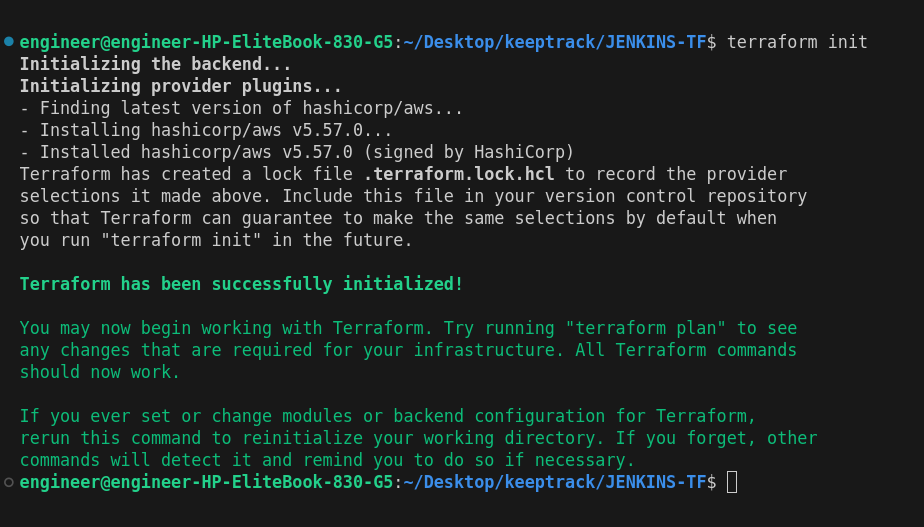 engineer@engineer-HP-EliteBook-830-G5:~/Desktop/keeptrack/JENKINS-TF$ terraform init
Initializing the backend...
Initializing provider plugins...
- Finding latest version of hashicorp/aws...
- Installing hashicorp/aws v5.57.0...
- Installed hashicorp/aws v5.57.0 (signed by HashiCorp)
Terraform has created a lock file .terraform.lock.hcl to record the provider
selections it made above. Include this file in your version control repository
so that Terraform can guarantee to make the same selections by default when
you run "terraform init" in the future.
Terraform has been successfully initialized!
You may now begin working with Terraform. Try running "terraform plan" to see
any changes that are required for your infrastructure. All Terraform commands
should now work.
If you ever set or change modules or backend configuration for Terraform,
rerun this command to reinitialize your working directory. If you forget, other
commands will detect it and remind you to do so if necessary.
engineer@engineer-HP-EliteBook-830-G5:~/Desktop/keeptrack/JENKINS-TF$